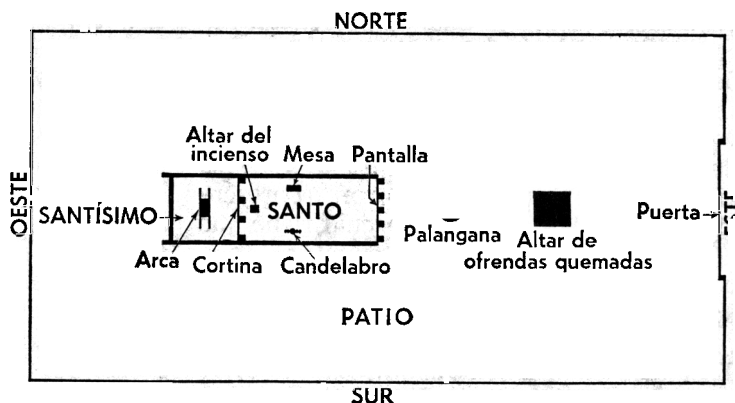 NORTE
Altar del
incienso
Mesa
Pantalla
OESTE
SANTÍSIMO
SANTO
Puerta
ESTE
Arca
Cortina
Candelabro
Palangana
Altar de
ofrendas quemadas
PATIO
SUR